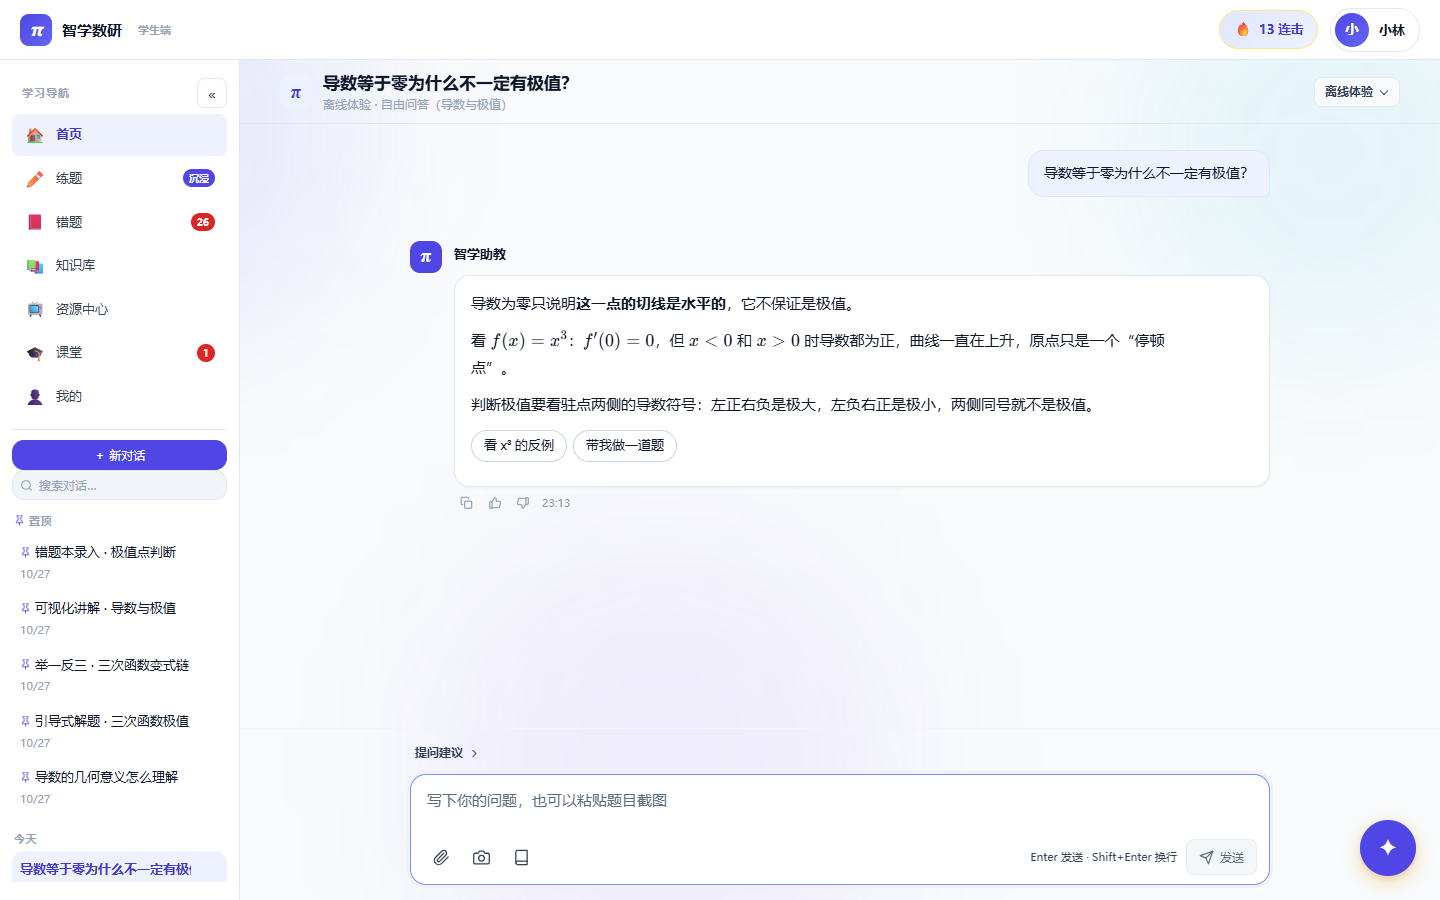 π 智学数研 学生端
13 连击
小 小林
学习导航 «
首页
练题 沉浸
错题 26
知识库
资源中心
课堂 1
我的
+ 新对话
搜索对话...
置顶
错题本录入 · 极值点判断
10/27
可视化讲解 · 导数与极值
10/27
举一反三 · 三次函数变式链
10/27
引导式解题 · 三次函数极值
10/27
导数的几何意义怎么理解
10/27
今天
导数等于零为什么不一定有极
π 导数等于零为什么不一定有极值？
离线体验 · 自由问答（导数与极值）
离线体验
导数等于零为什么不一定有极值？
π 智学助教
导数为零只说明这一点的切线是水平的，它不保证是极值。
看 f(x) = x³：f′(0) = 0，但 x < 0 和 x > 0 时导数都为正，曲线一直在上升，原点只是一个“停顿
点”。
判断极值要看驻点两侧的导数符号：左正右负是极大，左负右正是极小，两侧同号就不是极值。
看 x³ 的反例 带我做一道题
23:13
提问建议
写下你的问题，也可以粘贴题目截图
Enter 发送 · Shift+Enter 换行 发送